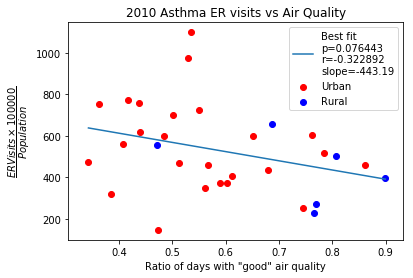 2010 Asthma ER visits vs Air Quality
Best fit
p=0.076443
r=-0.322892
slope=-443.19
Urban
Rural
ERVisits × 100000
Population
1000
800
600
400
200
0.4 0.5 0.6 0.7 0.8 0.9
Ratio of days with "good" air quality